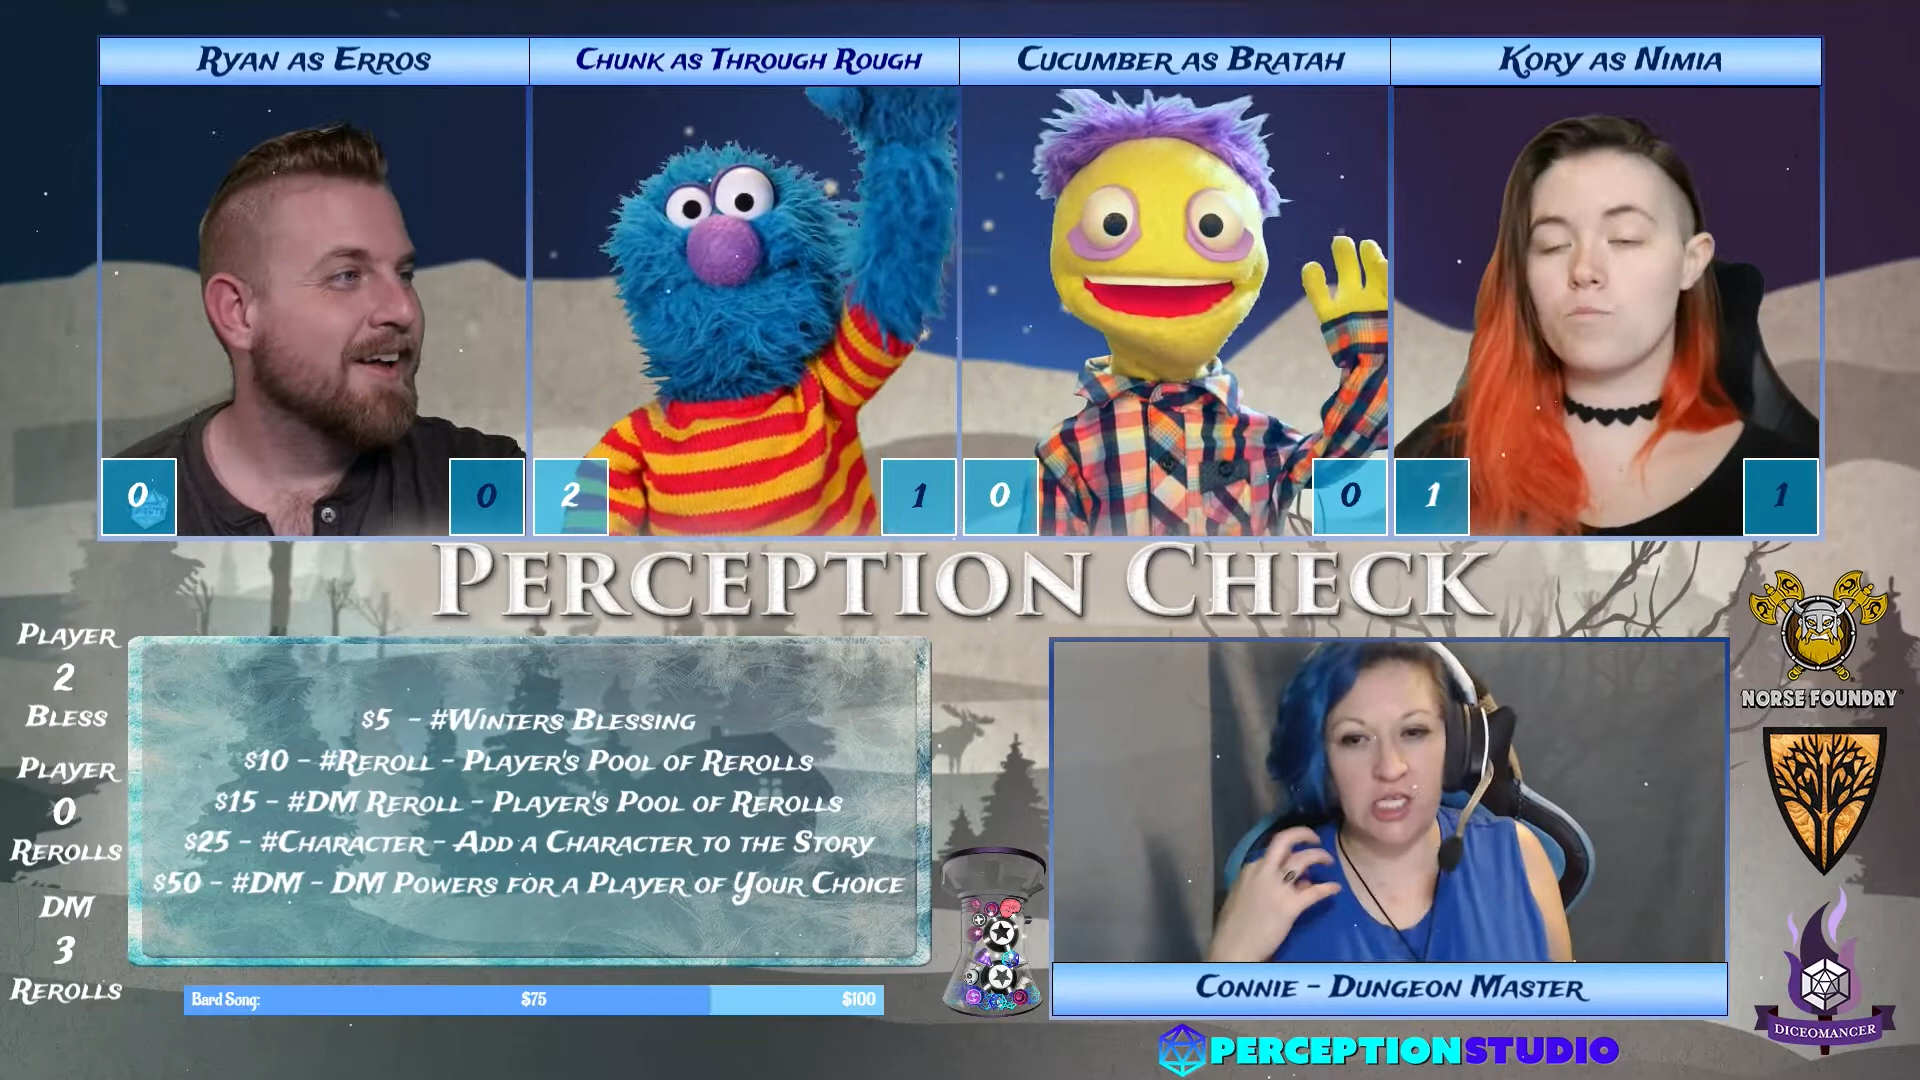 Ryan as Erros
Chunk as Through Rough
Cucumber as Bratah
Kory as Nimia
0
0
2
1
0
0
1
1
Perception Check
Player
2
Bless
Player
0
Rerolls
DM
3
Rerolls
$5 - #Winters Blessing
$10 - #Reroll - Player's Pool of Rerolls
$15 - #DM Reroll - Player's Pool of Rerolls
$25 - #Character - Add a Character to the Story
$50 - #DM - DM Powers for a Player of Your Choice
Bard Song: $75 $100
Connie - Dungeon Master
NORSE FOUNDRY
DICEOMANCER
PERCEPTIONSTUDIO